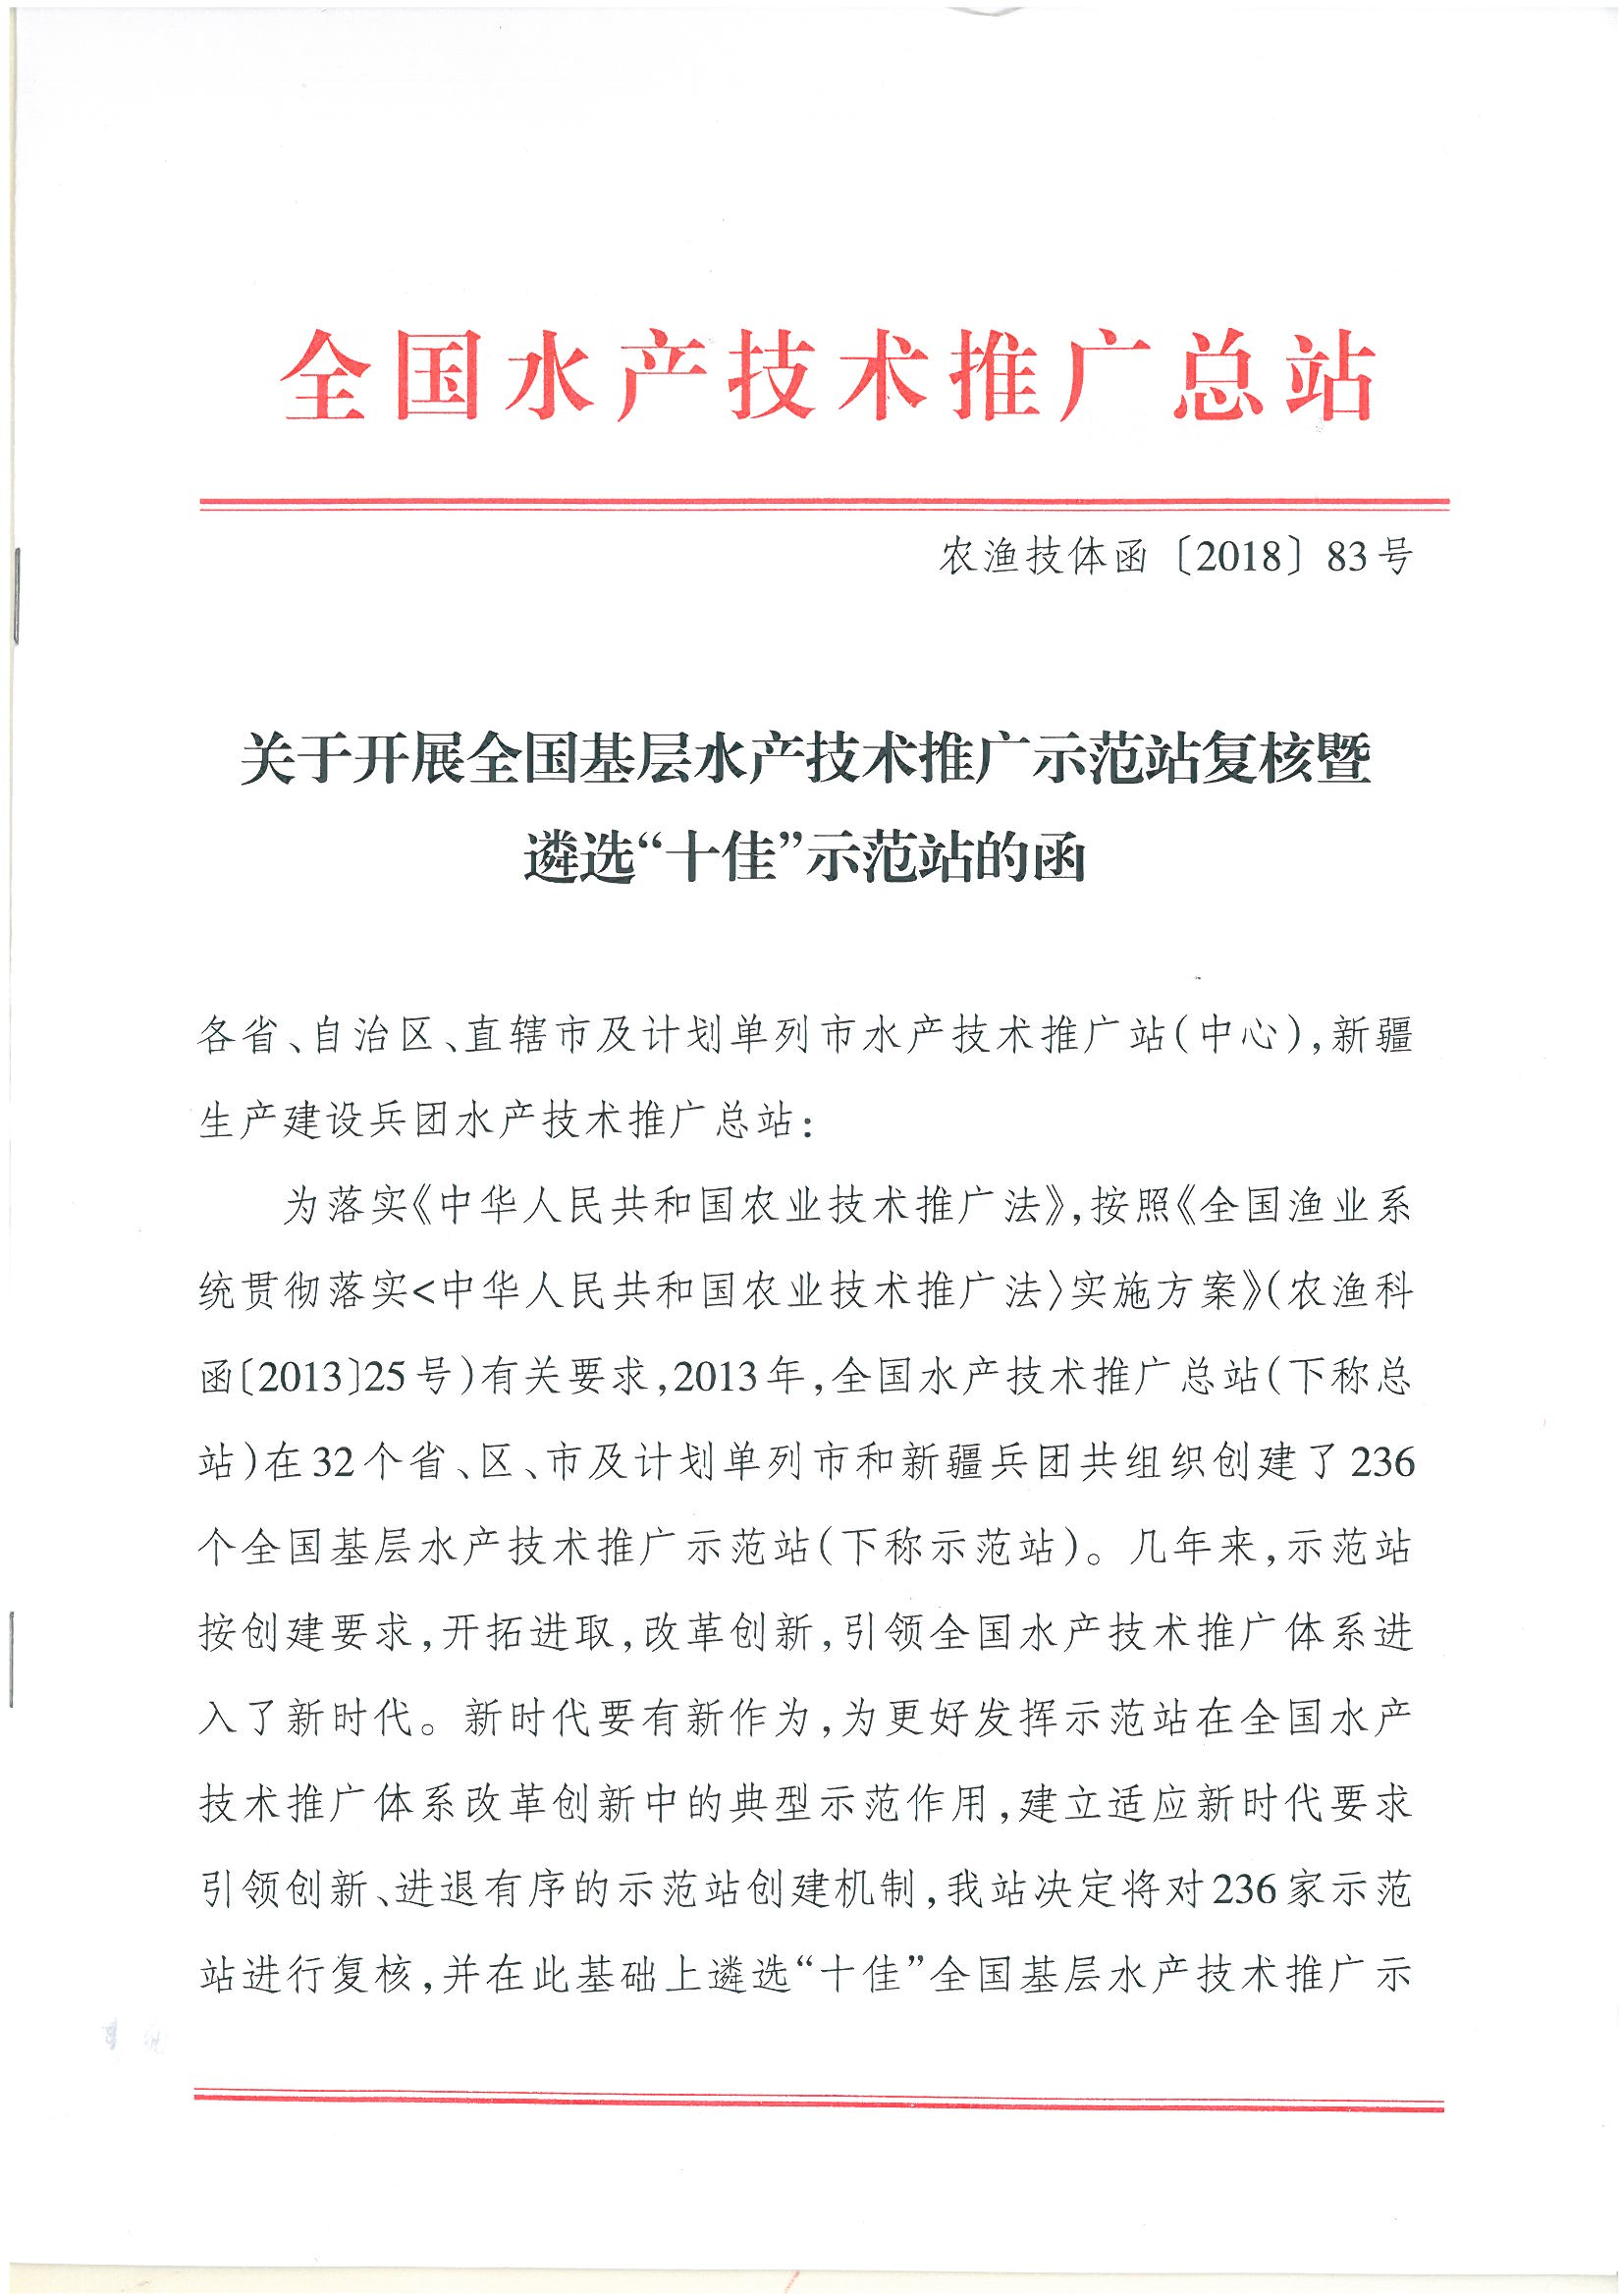 全国水产技术推广总站
农渔技体函〔2018〕83号
关于开展全国基层水产技术推广示范站复核暨
遴选“十佳”示范站的函
各省、自治区、直辖市及计划单列市水产技术推广站(中心),新疆
生产建设兵团水产技术推广总站:
为落实《中华人民共和国农业技术推广法》,按照《全国渔业系
统贯彻落实<中华人民共和国农业技术推广法〉实施方案》(农渔科
函〔2013〕25号)有关要求,2013年,全国水产技术推广总站(下称总
站)在32个省、区、市及计划单列市和新疆兵团共组织创建了236
个全国基层水产技术推广示范站(下称示范站)。几年来,示范站
按创建要求,开拓进取,改革创新,引领全国水产技术推广体系进
入了新时代。新时代要有新作为,为更好发挥示范站在全国水产
技术推广体系改革创新中的典型示范作用,建立适应新时代要求
引领创新、进退有序的示范站创建机制,我站决定将对236家示范
站进行复核,并在此基础上遴选“十佳”全国基层水产技术推广示